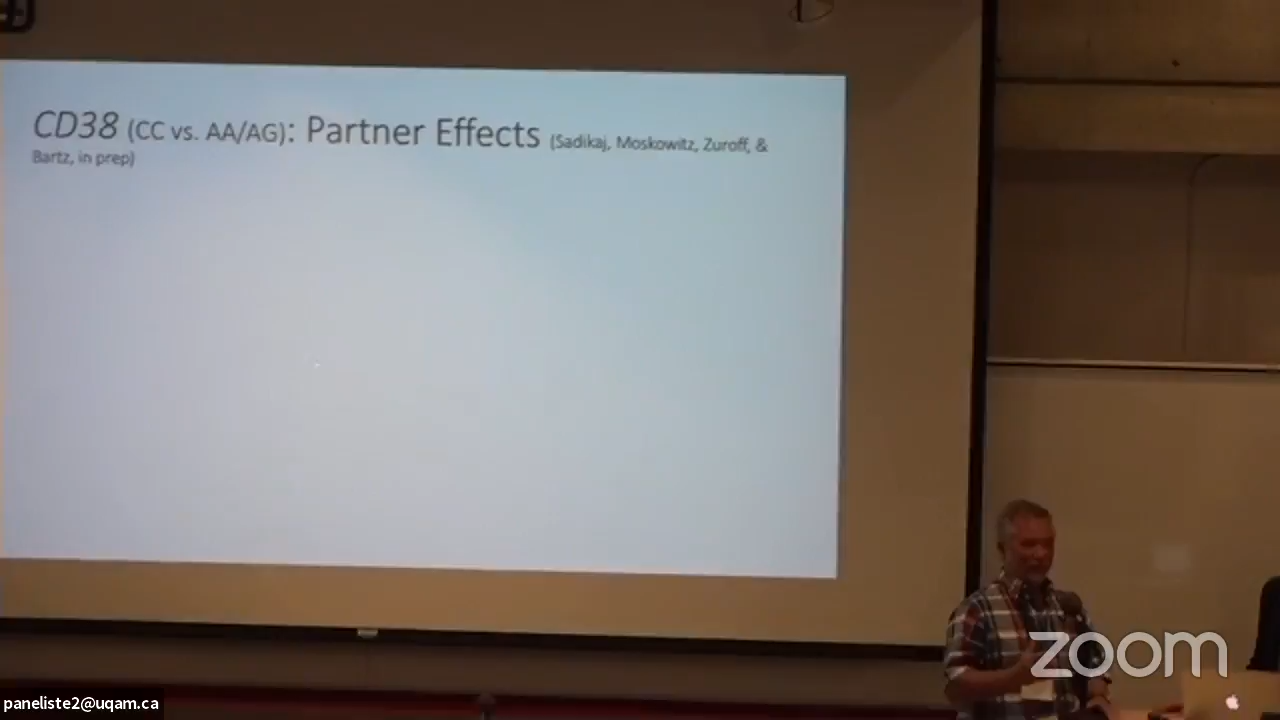 CD38 (CC vs. AA/AG): Partner Effects (Sadikaj, Moskowitz, Zuroff, &
Bartz, in prep)
zoom
paneliste2@uqam.ca